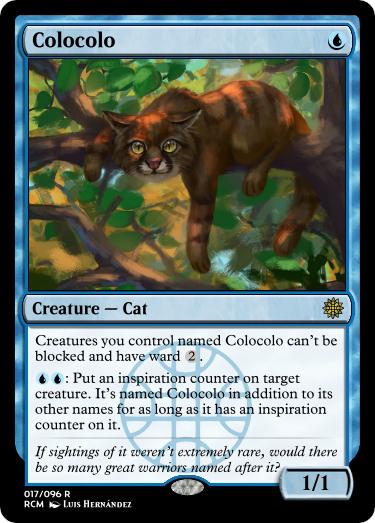 Colocolo
Creature — Cat
Creatures you control named Colocolo can't be
blocked and have ward 2.
: Put an inspiration counter on target
creature. It's named Colocolo in addition to its
other names for as long as it has an inspiration
counter on it.
If sightings of it weren't extremely rare, would there
be so many great warriors named after it?
1/1
017/096 R
RCM Luis Hernández